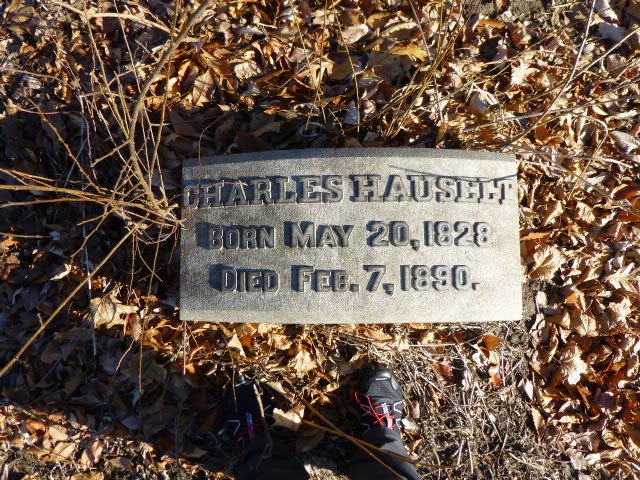 CHARLES HAUSELT
BORN MAY 20, 1828
DIED FEB. 7, 1890.